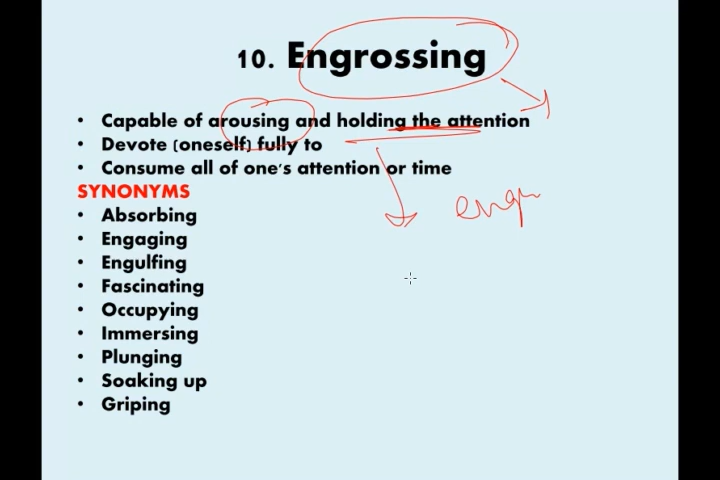 10. Engrossing
• Capable of arousing and holding the attention
• Devote (oneself) fully to
• Consume all of one's attention or time
SYNONYMS
• Absorbing
• Engaging
• Engulfing
• Fascinating
• Occupying
• Immersing
• Plunging
• Soaking up
• Griping